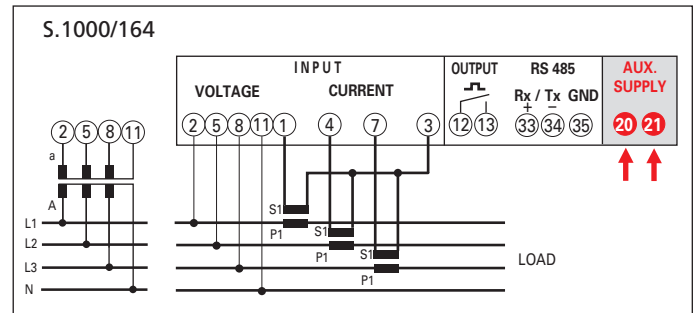 S.1000/164
INPUT
VOLTAGE
CURRENT
OUTPUT
RS 485
Rx / Tx GND
+ −
AUX.
SUPPLY
2 5 8 11
2 5 8 11 1 4 7 3 12 13 33 34 35 20 21
a
A
S1
P1
S1
P1
S1
P1
L1
L2
L3
N
LOAD